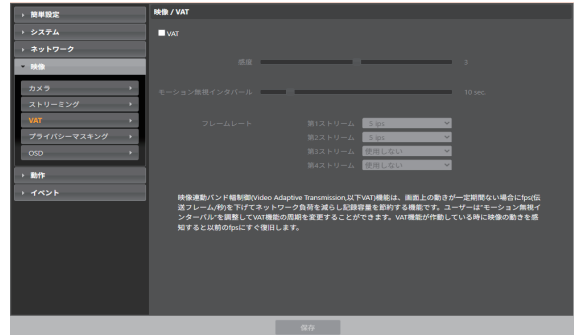 簡単設定
システム
ネットワーク
映像
カメラ
ストリーミング
VAT
プライバシーマスキング
OSD
動作
イベント
映像 / VAT
VAT
感度 3
モーション無視インタバール 10 sec.
フレームレート 第1ストリーム 5 ips
第2ストリーム 5 ips
第3ストリーム 使用しない
第4ストリーム 使用しない
映像連動バンド幅制御(Video Adaptive Transmission,以下VAT)機能は、画面上の動きが一定期間ない場合にfps(伝
送フレーム/秒)を下げてネットワーク負荷を減らし記録容量を節約する機能です。ユーザーは"モーション無視イ
ンターバル"を調整してVAT機能の周期を変更することができます。VAT機能が作動している時に映像の動きを感
知すると以前のfpsにすぐ復旧します。
保存